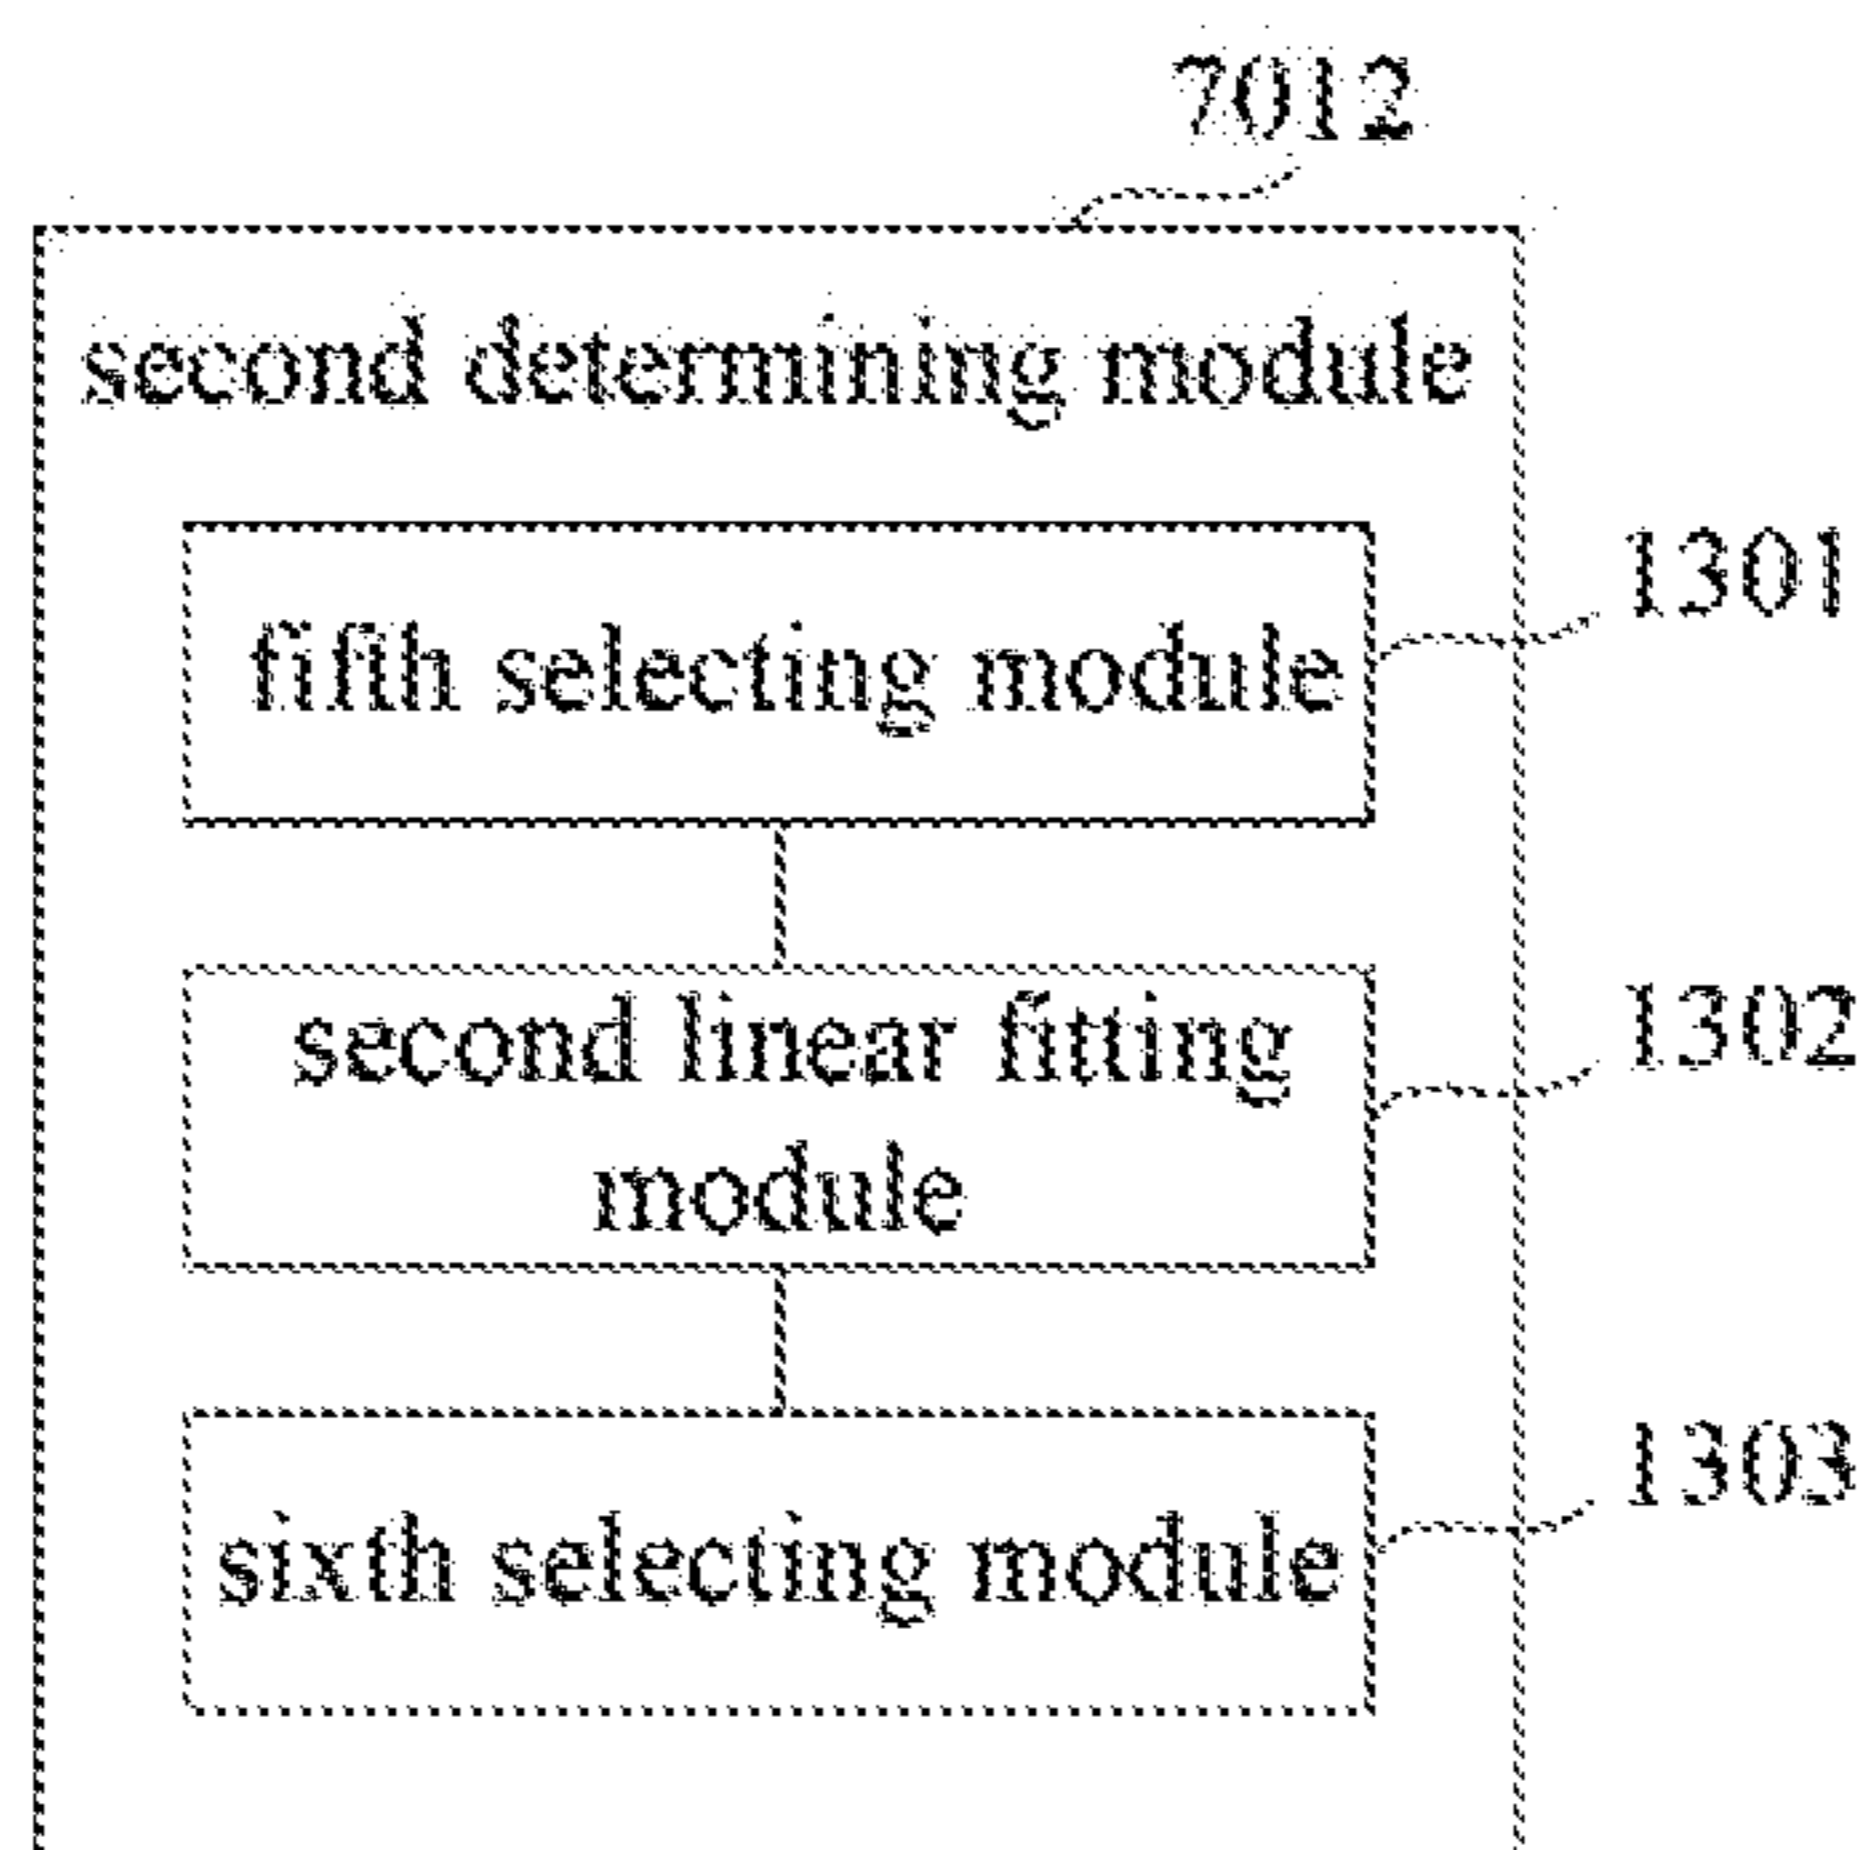 7012
second determining module
1301
fifth selecting module
1302
second linear fitting
module
1303
sixth selecting module